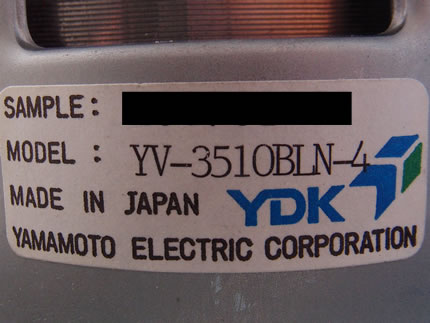 SAMPLE:
MODEL : YV-3510BLN-4
MADE IN JAPAN YDK
YAMAMOTO ELECTRIC CORPORATION